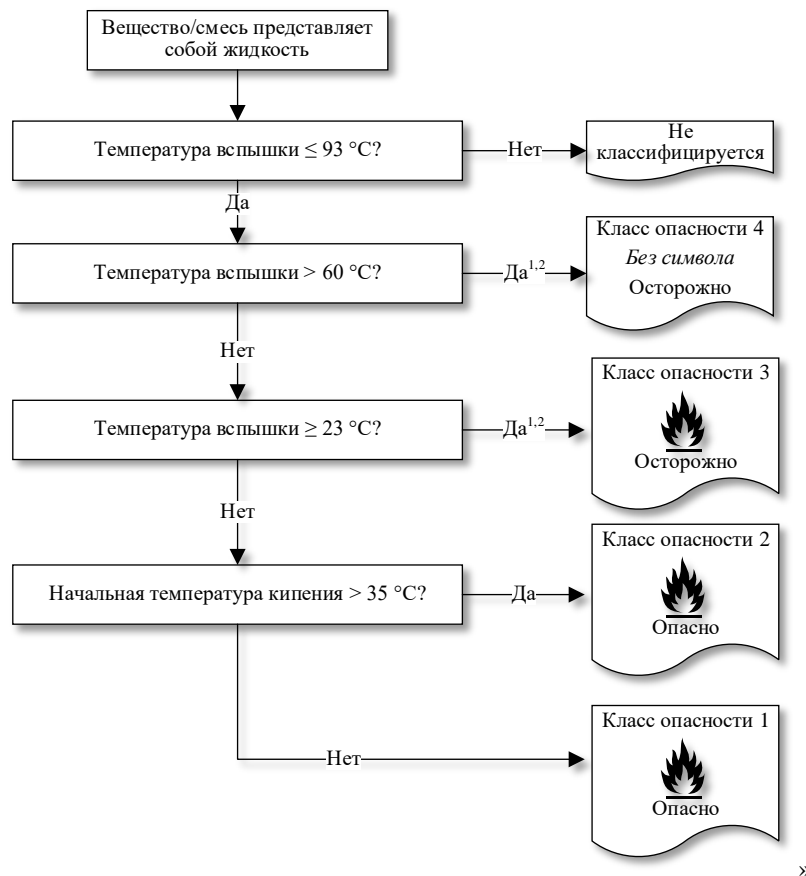 Вещество/смесь представляет
собой жидкость
Температура вспышки ≤ 93 °C?
Нет
Не
классифицируется
Да
Температура вспышки > 60 °C?
Да1,2
Класс опасности 4
Без символа
Осторожно
Нет
Температура вспышки ≥ 23 °C?
Да1,2
Класс опасности 3
Осторожно
Нет
Начальная температура кипения > 35 °C?
Да
Класс опасности 2
Опасно
Нет
Класс опасности 1
Опасно
»